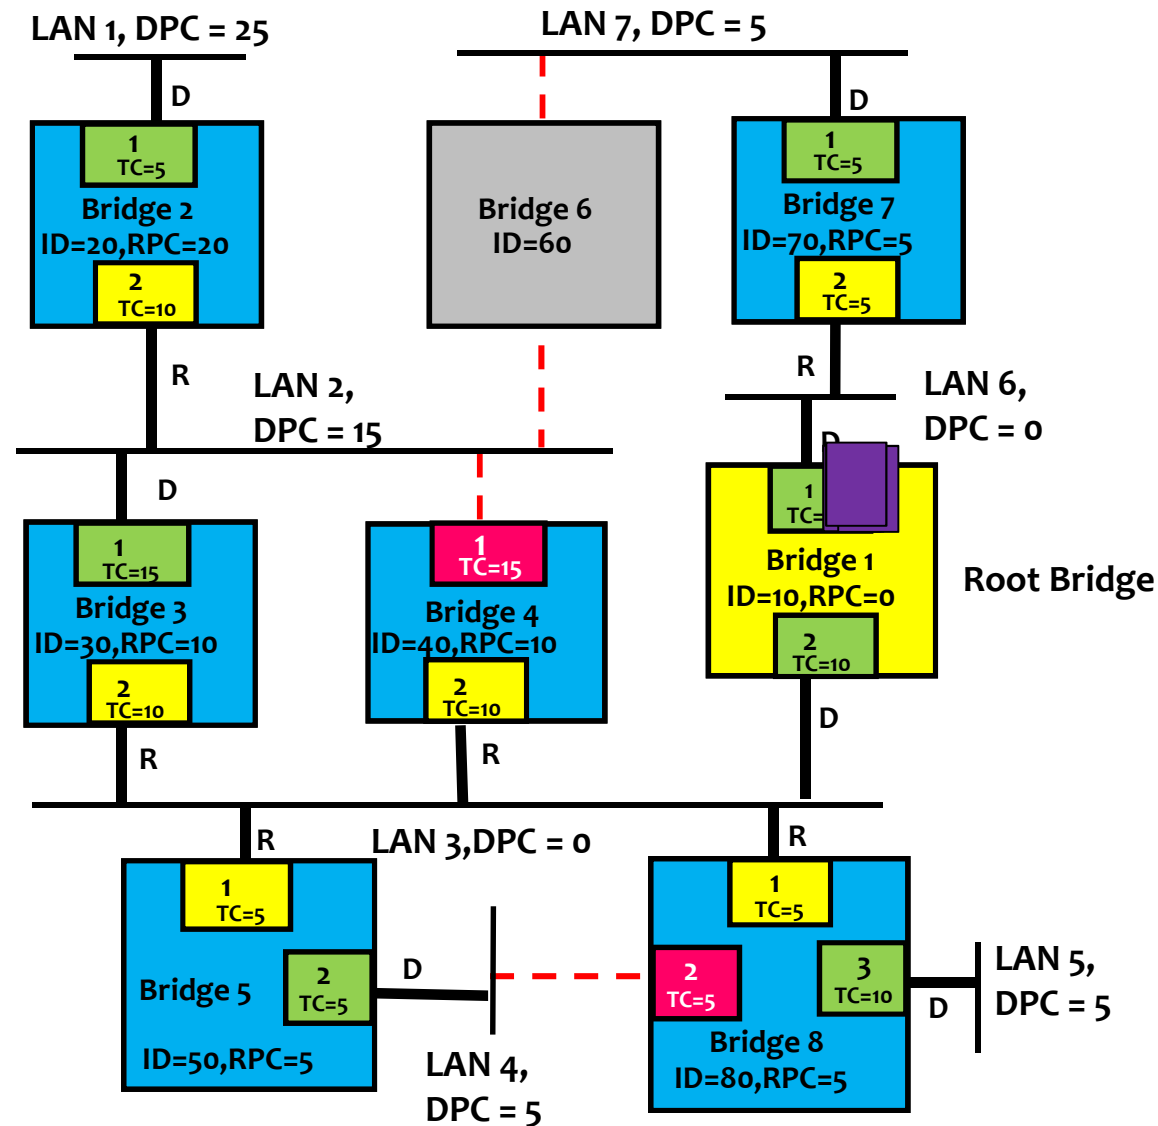 LAN 1, DPC = 25
LAN 7, DPC = 5
D
D
1
TC=5
Bridge 2
ID=20,RPC=20
2
TC=10
Bridge 6
ID=60
1
TC=5
Bridge 7
ID=70,RPC=5
2
TC=5
R
R
LAN 2,
DPC = 15
LAN 6,
DPC = 0
D
D
1
TC=15
Bridge 3
ID=30,RPC=10
2
TC=10
1
TC=15
Bridge 4
ID=40,RPC=10
2
TC=10
1
TC=
Bridge 1
ID=10,RPC=0
2
TC=10
Root Bridge
R
R
D
LAN 3,DPC = 0
R
R
1
TC=5
Bridge 5
2
TC=5
ID=50,RPC=5
D
LAN 4,
DPC = 5
1
TC=5
2
TC=5
3
TC=10
Bridge 8
ID=80,RPC=5
D
LAN 5,
DPC = 5